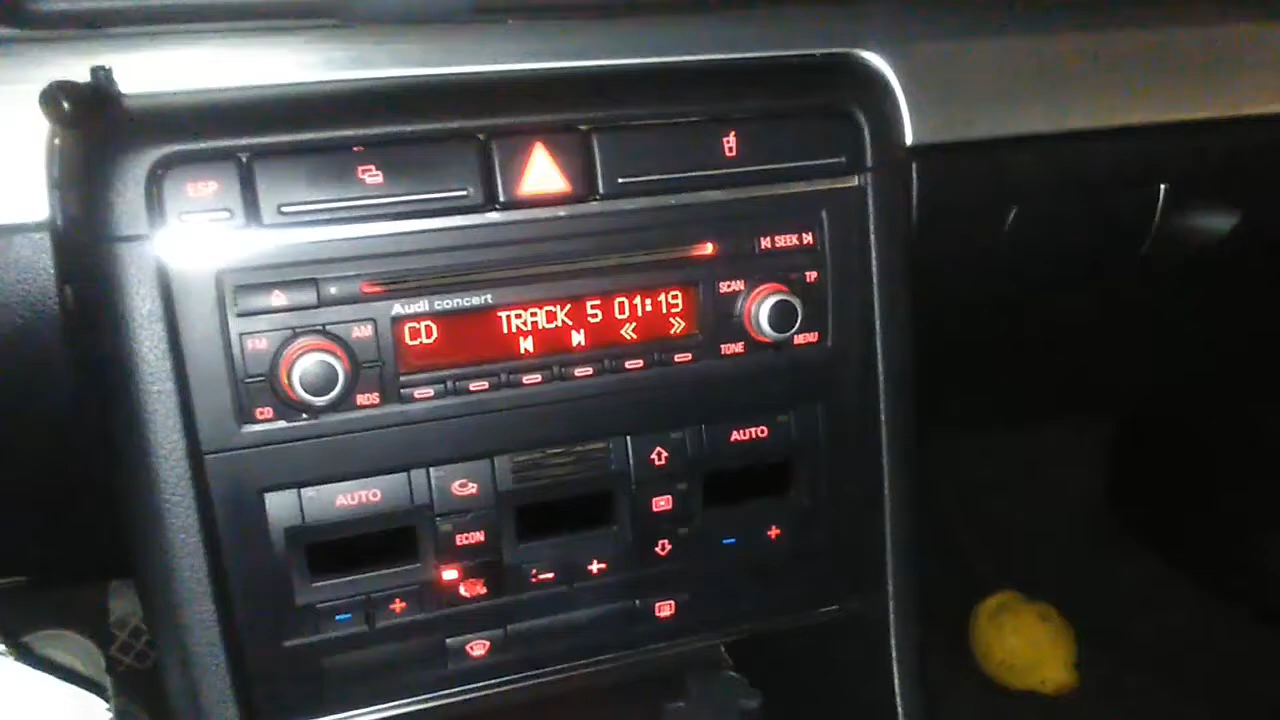 ESP
SEEK
Audi concert
SCAN
TP
FM
AM
CD
TRACK 5 01:19
TONE
MENU
CD
RDS
AUTO
AUTO
ECON